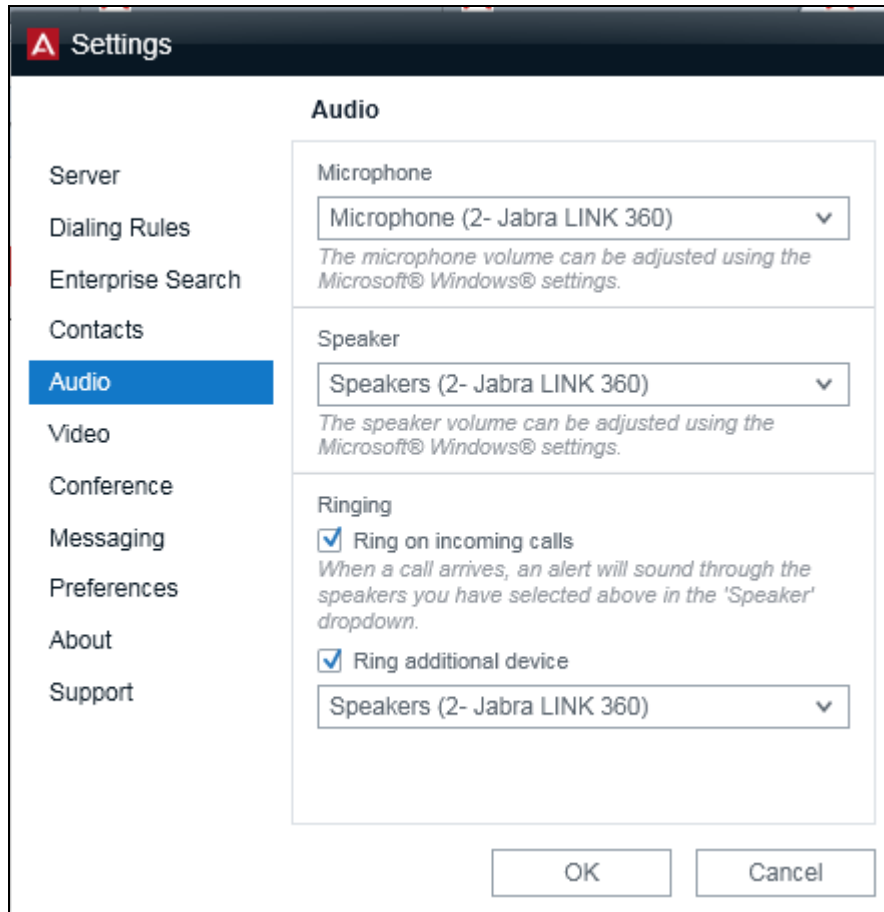 Settings
Audio
Server
Dialing Rules
Enterprise Search
Contacts
Audio
Video
Conference
Messaging
Preferences
About
Support
Microphone
Microphone (2- Jabra LINK 360)
The microphone volume can be adjusted using the
Microsoft® Windows® settings.
Speaker
Speakers (2- Jabra LINK 360)
The speaker volume can be adjusted using the
Microsoft® Windows® settings.
Ringing
Ring on incoming calls
When a call arrives, an alert will sound through the
speakers you have selected above in the 'Speaker'
dropdown.
Ring additional device
Speakers (2- Jabra LINK 360)
OK
Cancel